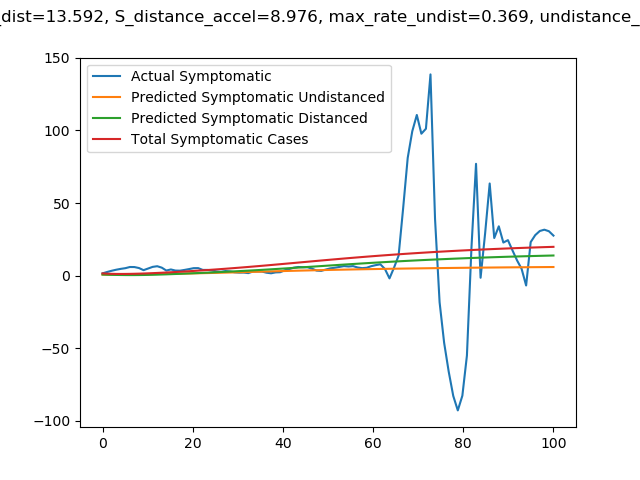 _dist=13.592, S_distance_accel=8.976, max_rate_undist=0.369, undistance_
Actual Symptomatic
Predicted Symptomatic Undistanced
Predicted Symptomatic Distanced
Total Symptomatic Cases
150
100
50
0
−50
−100
0 20 40 60 80 100